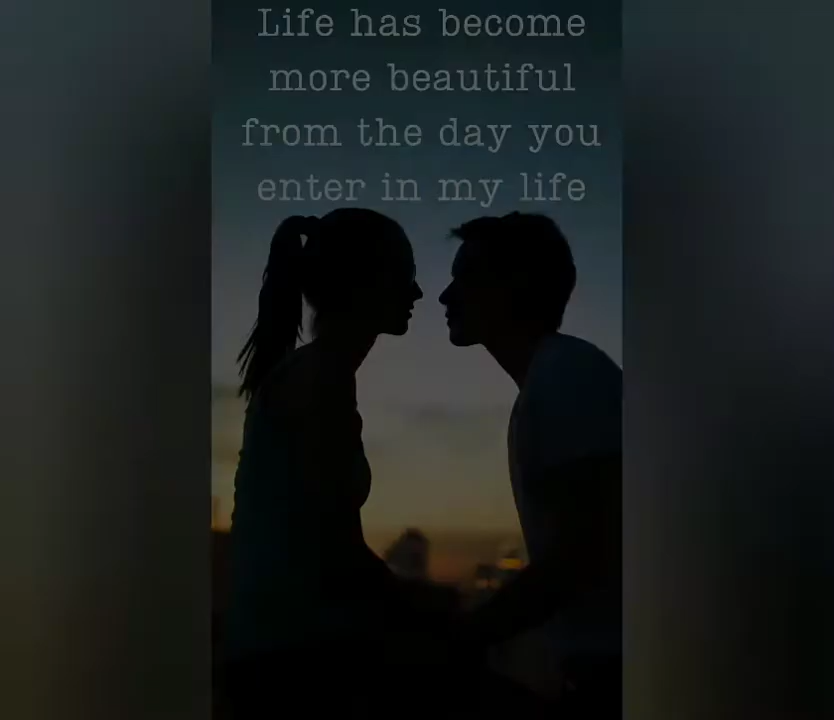 Life has become
more beautiful
from the day you
enter in my life